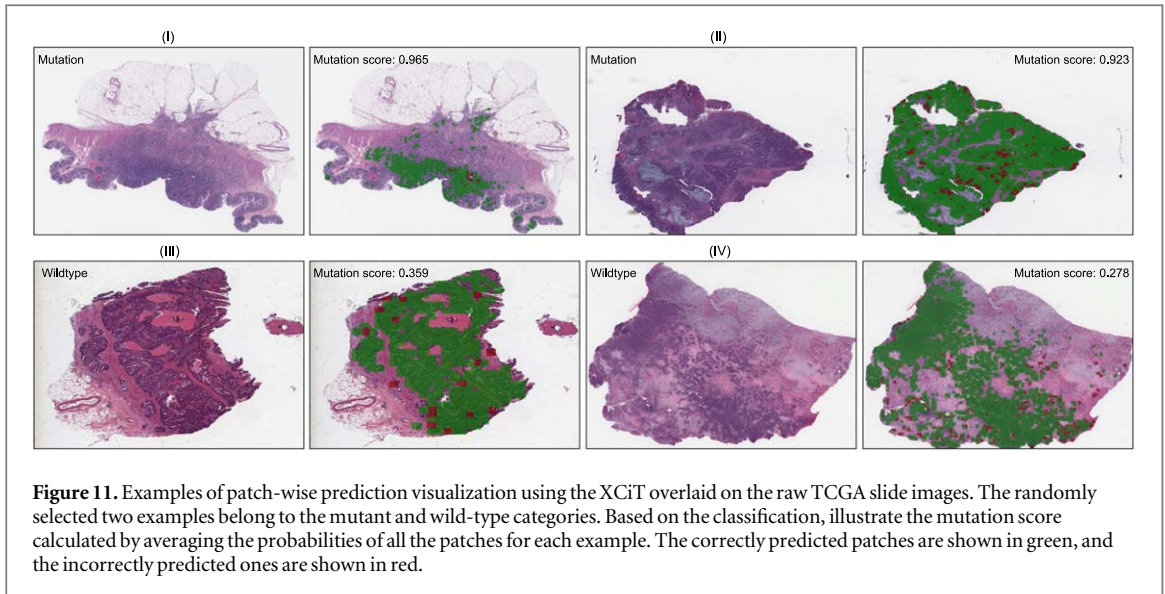 (I)
(II)
Mutation
Mutation score: 0.965
Mutation
Mutation score: 0.923
(III)
(IV)
Wildtype
Mutation score: 0.359
Wildtype
Mutation score: 0.278
Figure 11. Examples of patch-wise prediction visualization using the XCiT overlaid on the raw TCGA slide images. The randomly
selected two examples belong to the mutant and wild-type categories. Based on the classification, illustrate the mutation score
calculated by averaging the probabilities of all the patches for each example. The correctly predicted patches are shown in green, and
the incorrectly predicted ones are shown in red.